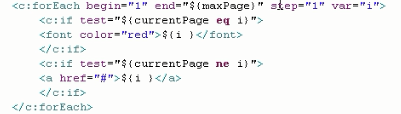 <c:forEach begin="1" end="${maxPage}" step="1" var="i">
<c:if test="${currentPage eq i}">
<font color="red">${i }</font>
</c:if>
<c:if test="${currentPage ne i}">
<a href="#">${i }</a>
</c:if>
</c:forEach>